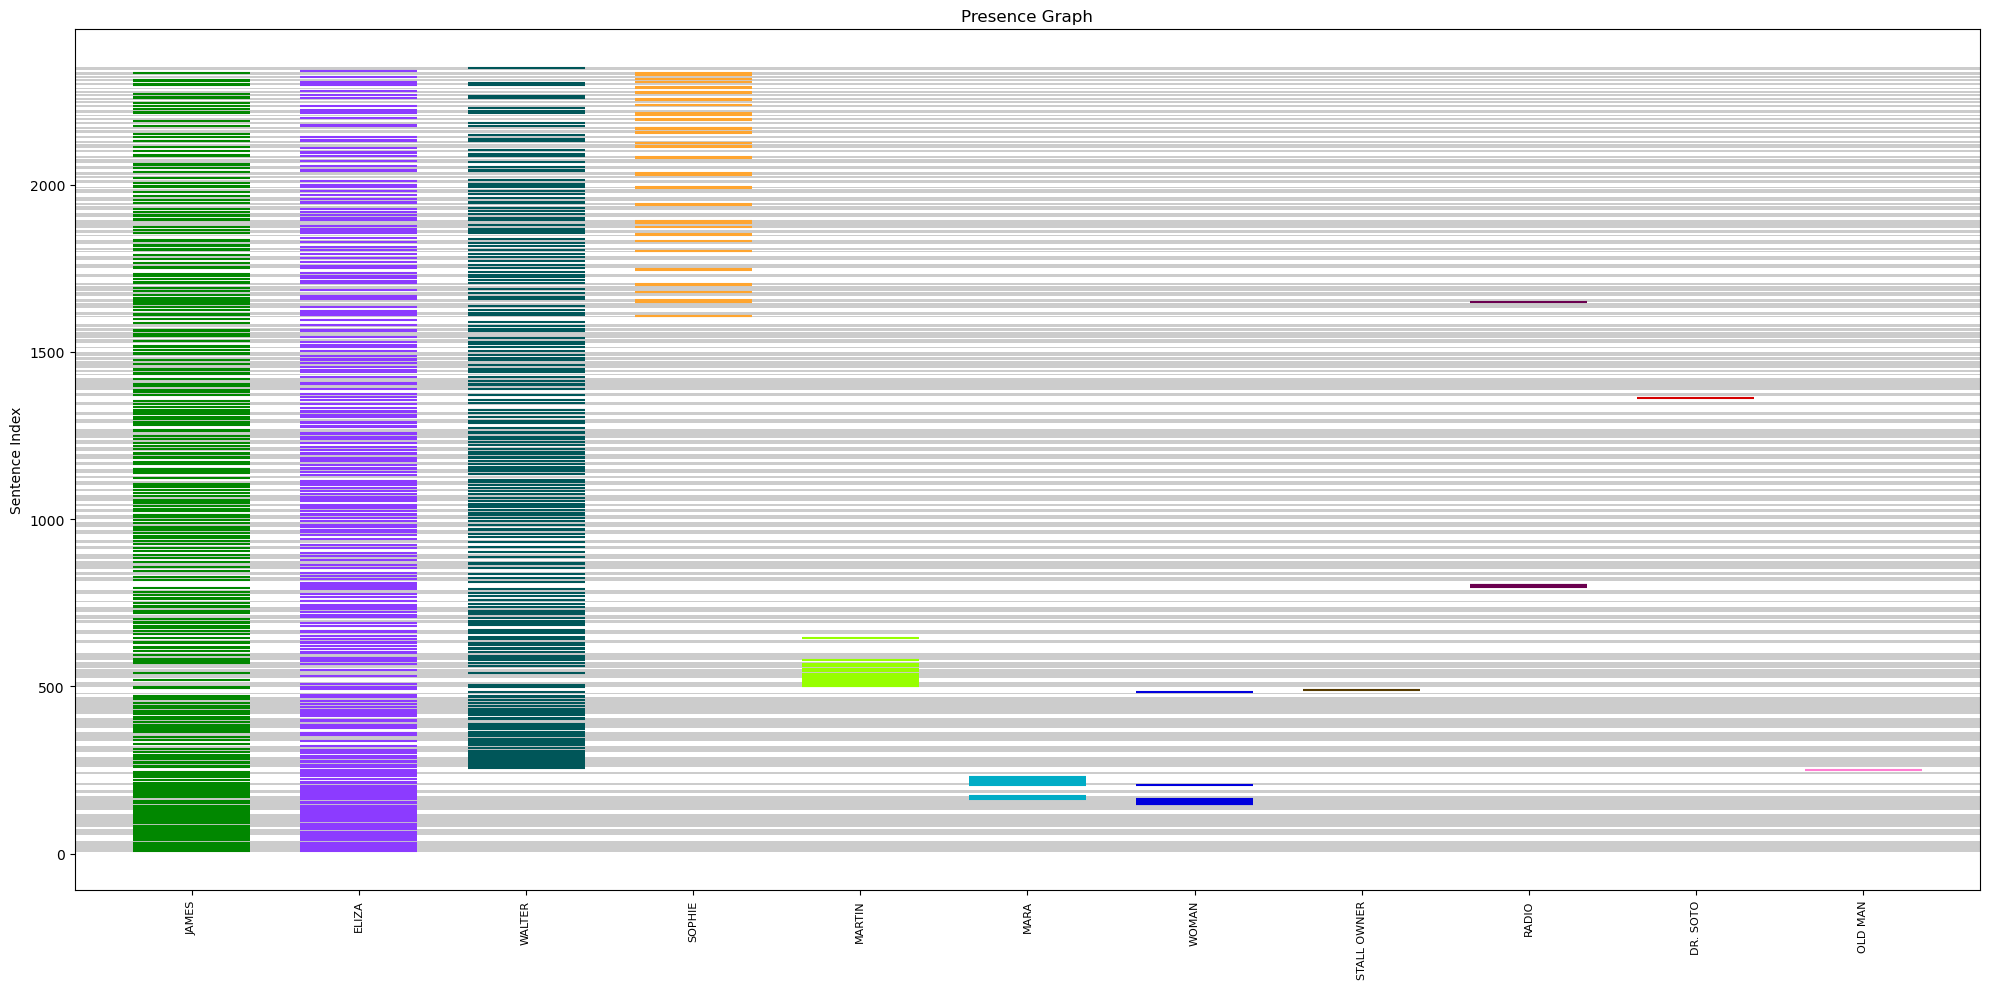 Presence Graph
Sentence Index
2000
1500
1000
500
0
JAMES
ELIZA
WALTER
SOPHIE
MARTIN
MARA
WOMAN
STALL OWNER
RADIO
DR. SOTO
OLD MAN